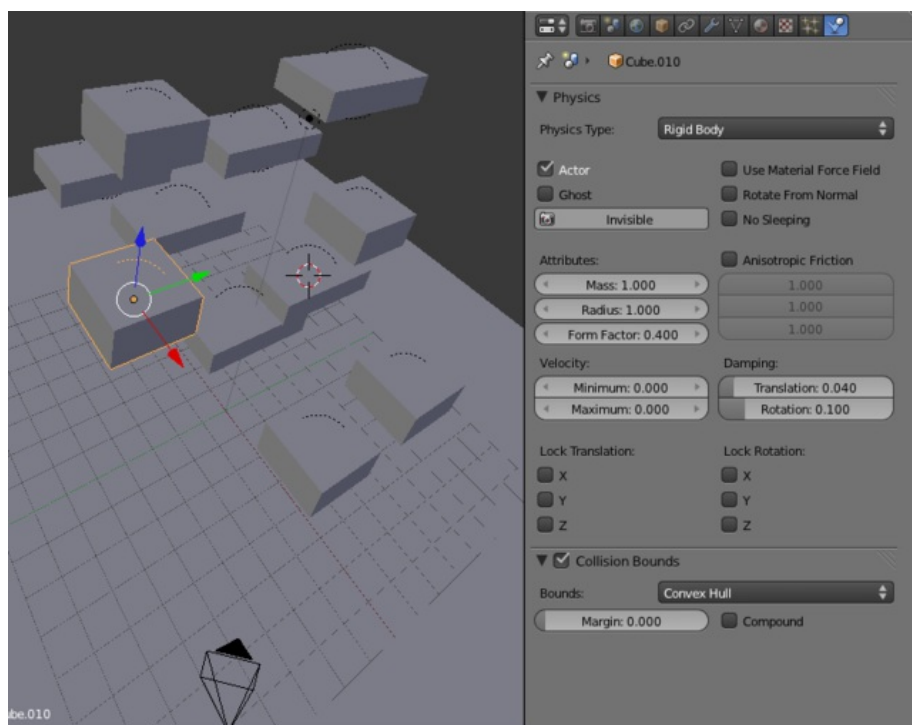 Cube.010
Physics
Physics Type: Rigid Body
Actor Use Material Force Field
Ghost Rotate From Normal
Invisible No Sleeping
Attributes: Anisotropic Friction
Mass: 1.000 1.000
Radius: 1.000 1.000
Form Factor: 0.400 1.000
Velocity: Damping:
Minimum: 0.000 Translation: 0.040
Maximum: 0.000 Rotation: 0.100
Lock Translation: Lock Rotation:
X X
Y Y
Z Z
Collision Bounds
Bounds: Convex Hull
Margin: 0.000 Compound
ube.010